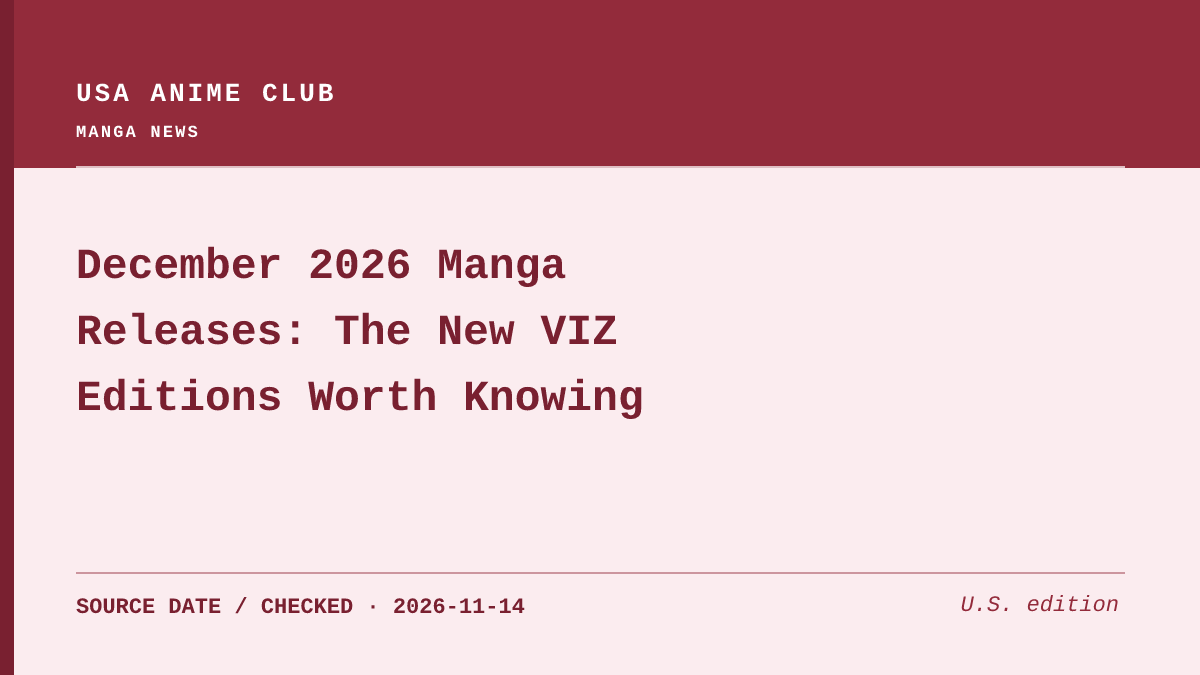 USA ANIME CLUB
MANGA NEWS
December 2026 Manga
Releases: The New VIZ
Editions Worth Knowing
SOURCE DATE / CHECKED · 2026-11-14
U.S. edition